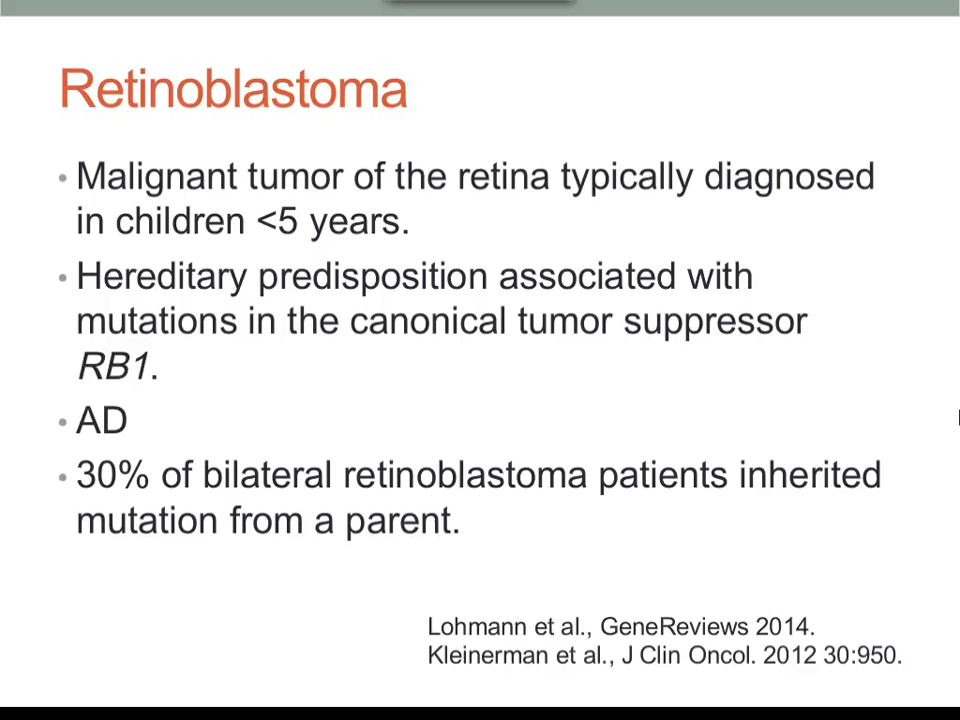 Retinoblastoma
• Malignant tumor of the retina typically diagnosed
in children <5 years.
• Hereditary predisposition associated with
mutations in the canonical tumor suppressor
RB1.
• AD
• 30% of bilateral retinoblastoma patients inherited
mutation from a parent.
Lohmann et al., GeneReviews 2014.
Kleinerman et al., J Clin Oncol. 2012 30:950.